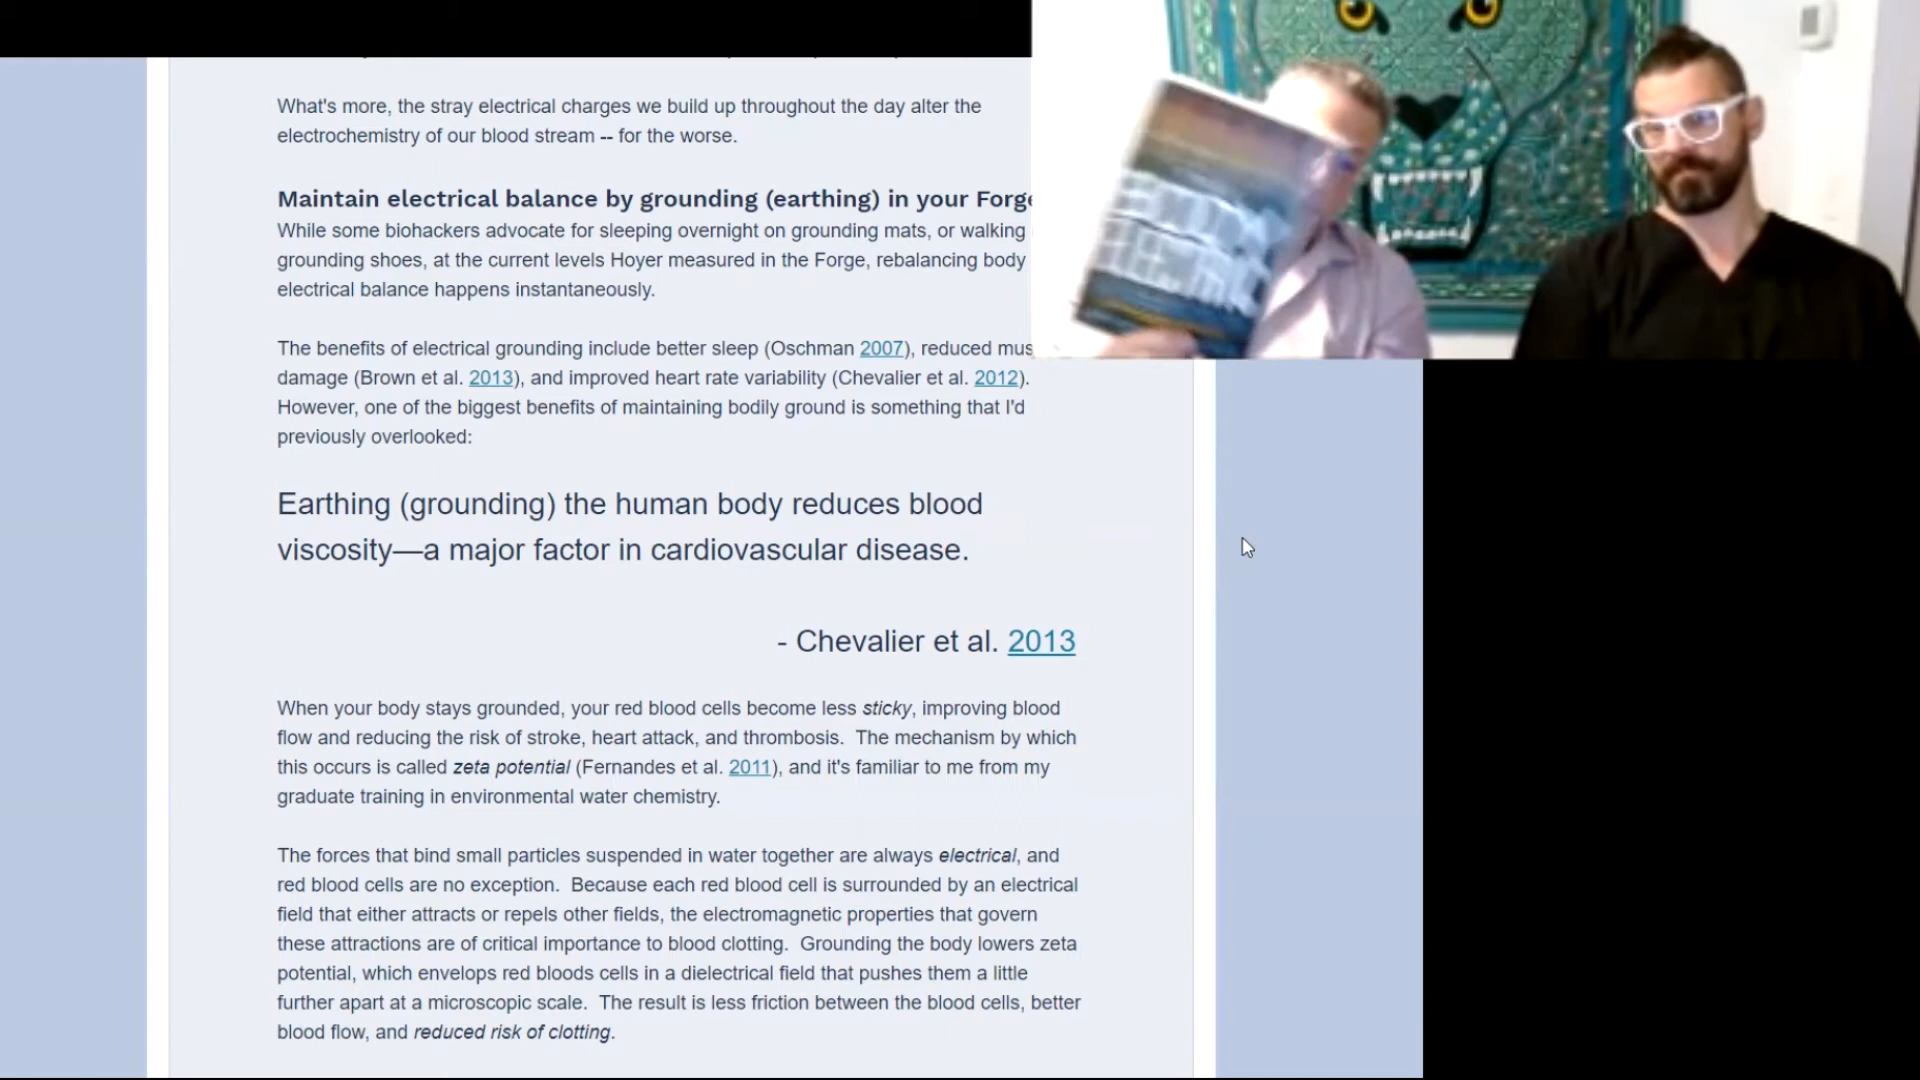 What's more, the stray electrical charges we build up throughout the day alter the
electrochemistry of our blood stream -- for the worse.
Maintain electrical balance by grounding (earthing) in your Forge
While some biohackers advocate for sleeping overnight on grounding mats, or walking
grounding shoes, at the current levels Hoyer measured in the Forge, rebalancing body
electrical balance happens instantaneously.
The benefits of electrical grounding include better sleep (Oschman 2007), reduced mus
damage (Brown et al. 2013), and improved heart rate variability (Chevalier et al. 2012).
However, one of the biggest benefits of maintaining bodily ground is something that I'd
previously overlooked:
Earthing (grounding) the human body reduces blood
viscosity—a major factor in cardiovascular disease.
- Chevalier et al. 2013
When your body stays grounded, your red blood cells become less sticky, improving blood
flow and reducing the risk of stroke, heart attack, and thrombosis.  The mechanism by which
this occurs is called zeta potential (Fernandes et al. 2011), and it's familiar to me from my
graduate training in environmental water chemistry.
The forces that bind small particles suspended in water together are always electrical, and
red blood cells are no exception.  Because each red blood cell is surrounded by an electrical
field that either attracts or repels other fields, the electromagnetic properties that govern
these attractions are of critical importance to blood clotting.  Grounding the body lowers zeta
potential, which envelops red bloods cells in a dielectrical field that pushes them a little
further apart at a microscopic scale.  The result is less friction between the blood cells, better
blood flow, and reduced risk of clotting.